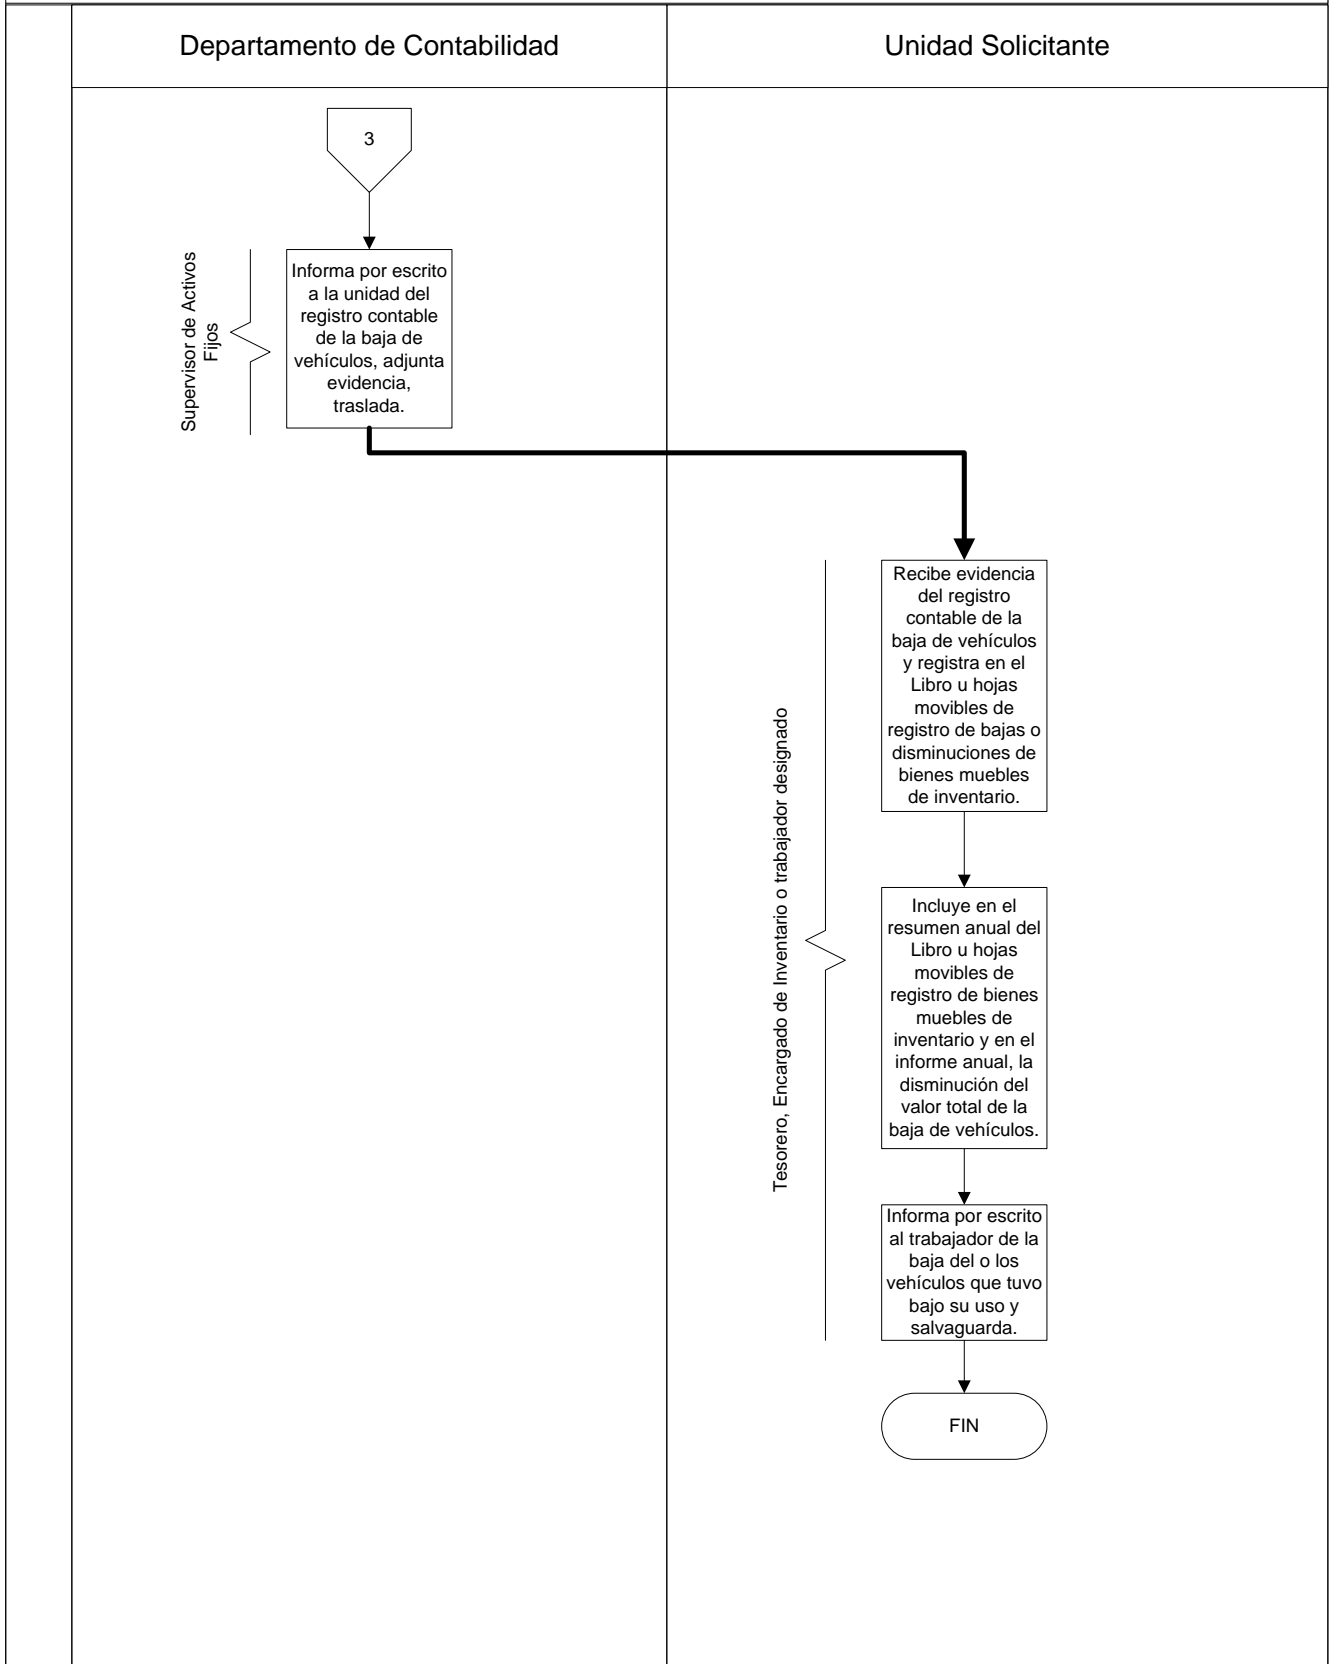 Departamento de Contabilidad
Unidad Solicitante
3
Supervisor de Activos
Fijos
Informa por escrito
a la unidad del
registro contable
de la baja de
vehículos, adjunta
evidencia,
traslada.
Tesorero, Encargado de Inventario o trabajador designado
Recibe evidencia
del registro
contable de la
baja de vehículos
y registra en el
Libro u hojas
movibles de
registro de bajas o
disminuciones de
bienes muebles
de inventario.
Incluye en el
resumen anual del
Libro u hojas
movibles de
registro de bienes
muebles de
inventario y en el
informe anual, la
disminución del
valor total de la
baja de vehículos.
Informa por escrito
al trabajador de la
baja del o los
vehículos que tuvo
bajo su uso y
salvaguarda.
FIN